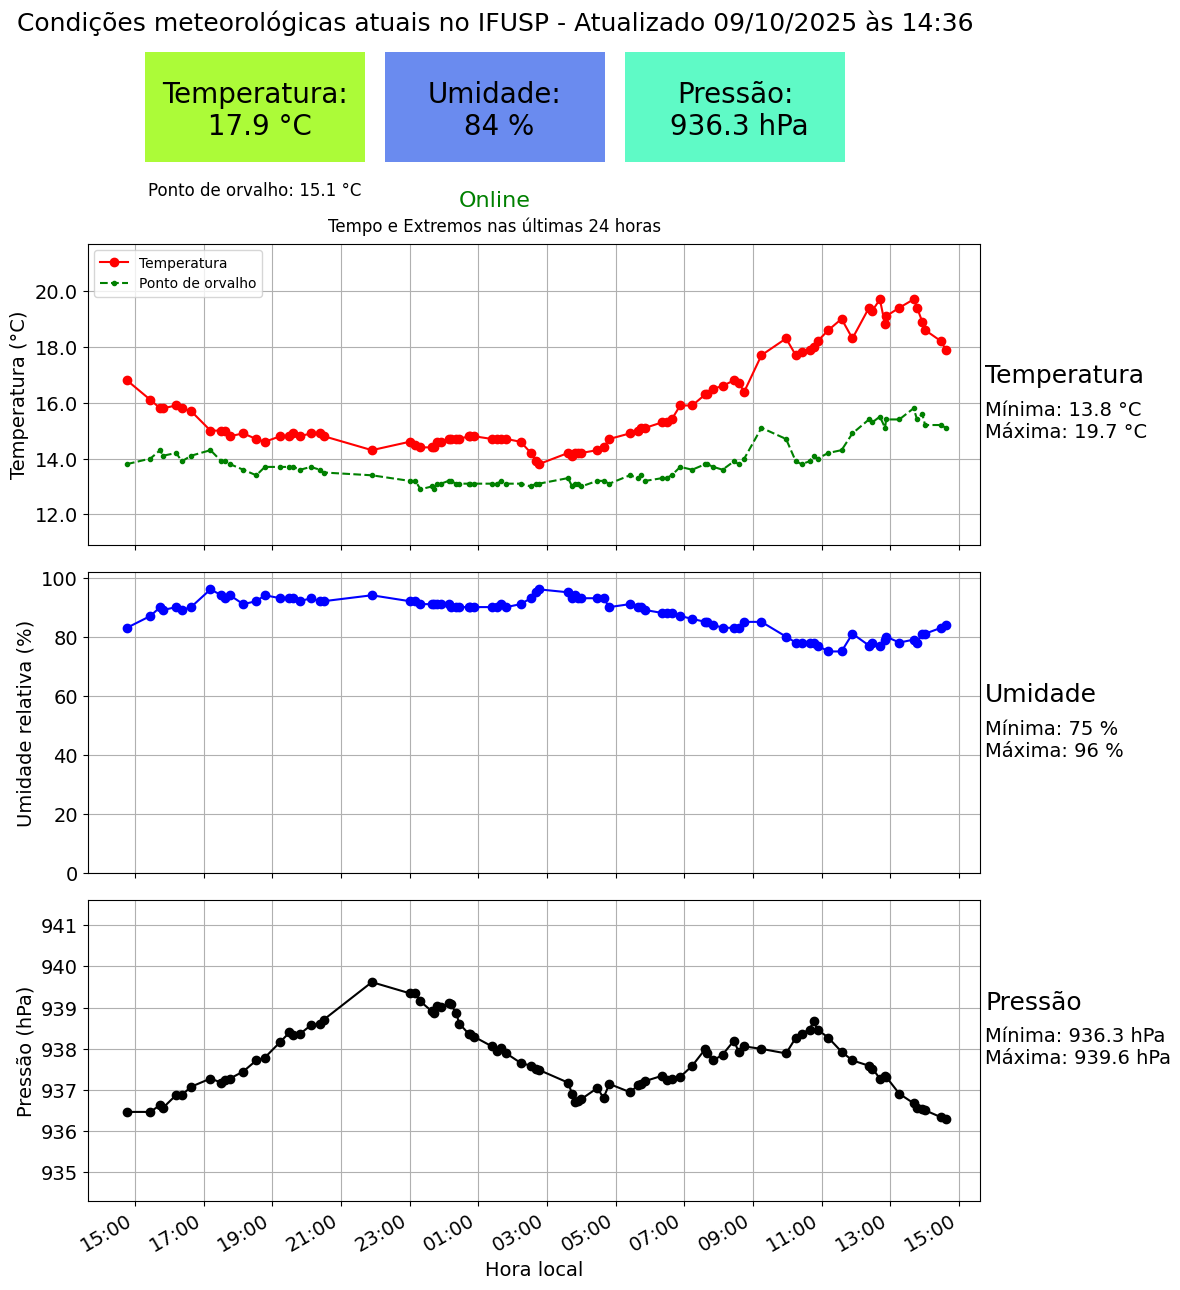 Condições meteorológicas atuais no IFUSP - Atualizado 09/10/2025 às 14:36
Temperatura:
17.9 °C
Umidade:
84 %
Pressão:
936.3 hPa
Ponto de orvalho: 15.1 °C
Online
Tempo e Extremos nas últimas 24 horas
Temperatura
Ponto de orvalho
Temperatura (°C)
20.0
18.0
16.0
14.0
12.0
Temperatura
Mínima: 13.8 °C
Máxima: 19.7 °C
Umidade relativa (%)
100
80
60
40
20
0
Umidade
Mínima: 75 %
Máxima: 96 %
Pressão (hPa)
941
940
939
938
937
936
935
Pressão
Mínima: 936.3 hPa
Máxima: 939.6 hPa
15:00
17:00
19:00
21:00
23:00
01:00
03:00
05:00
07:00
09:00
11:00
13:00
15:00
Hora local